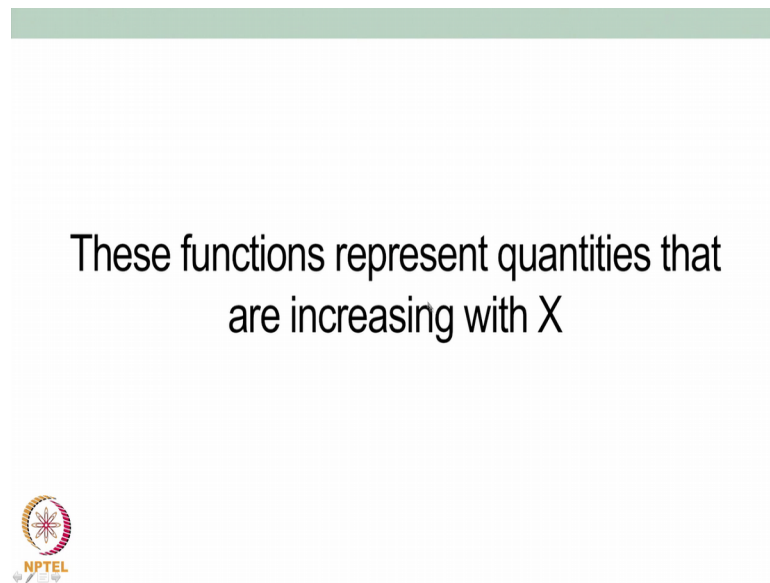 These functions represent quantities that
are increasing with X
NPTEL